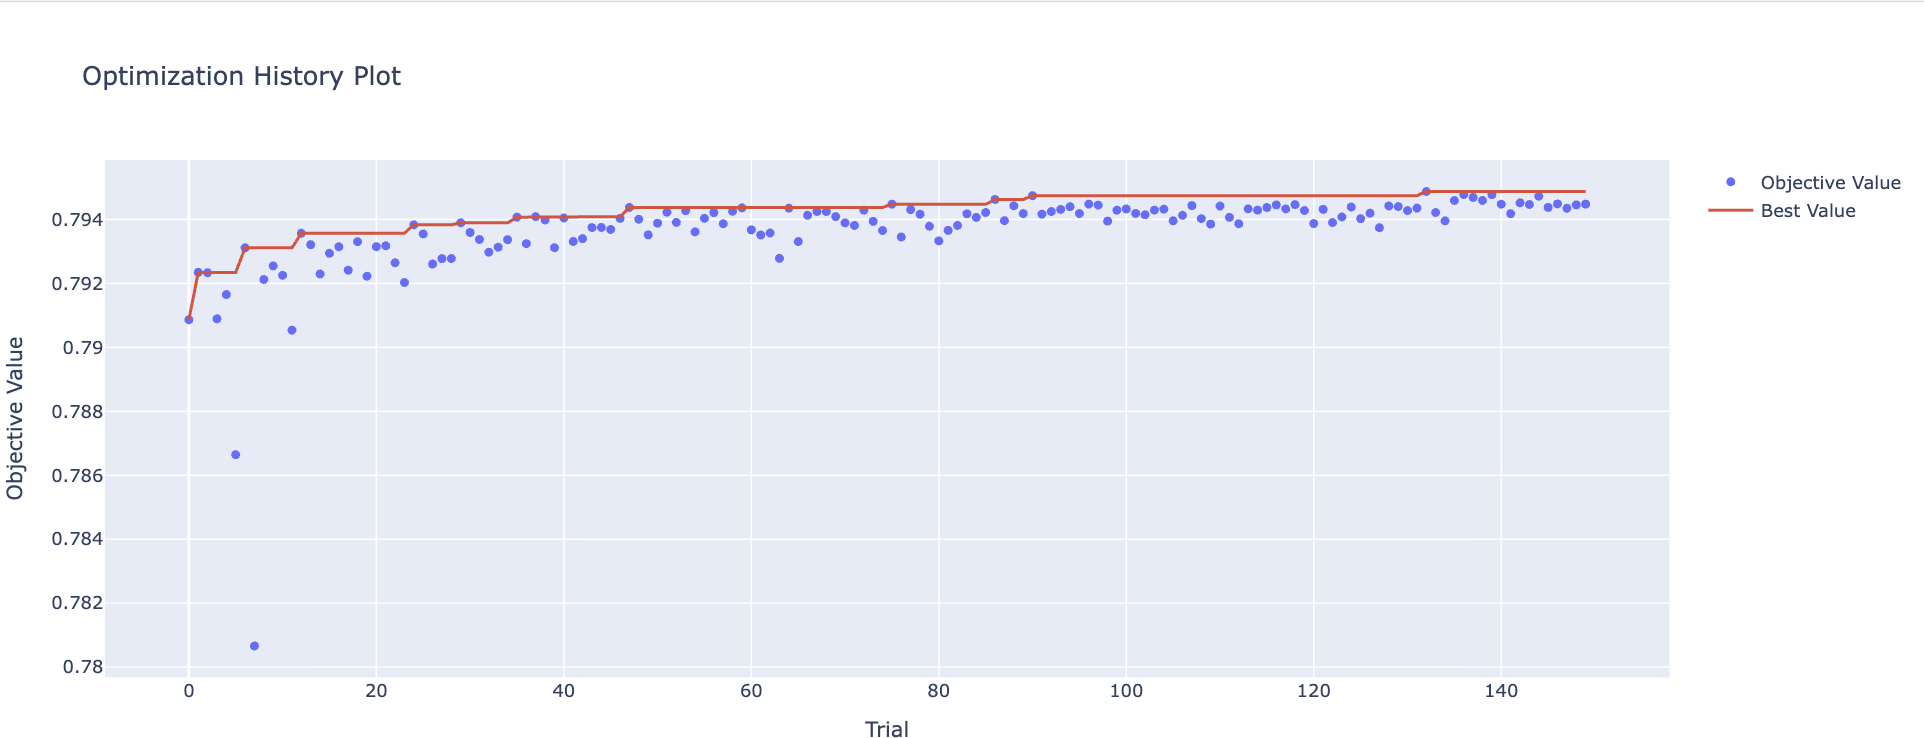 Optimization History Plot
Objective Value
Best Value
0.794
0.792
0.79
0.788
0.786
0.784
0.782
0.78
Objective Value
0 20 40 60 80 100 120 140
Trial